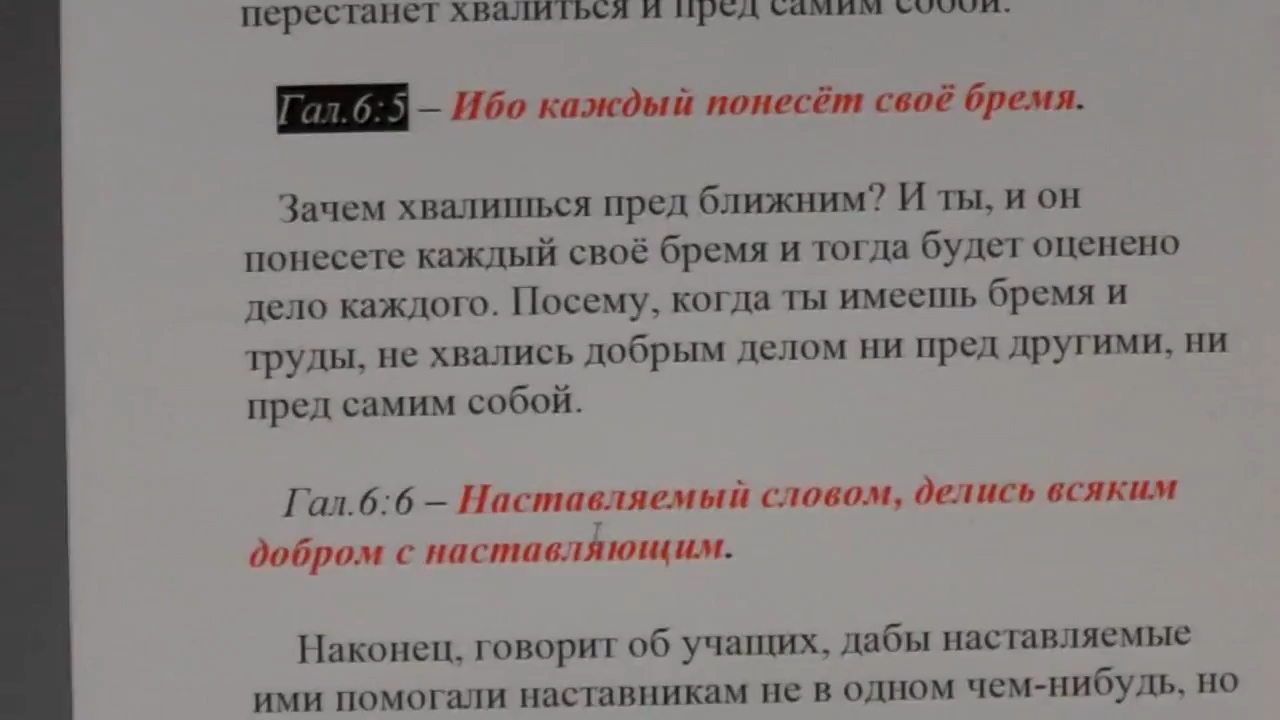 перестанет хвалиться и пред самим собой.
Гал.6:5 – Ибо каждый понесёт своё бремя.
Зачем хвалишься пред ближним? И ты, и он
понесете каждый своё бремя и тогда будет оценено
дело каждого. Посему, когда ты имеешь бремя и
труды, не хвались добрым делом ни пред другими, ни
пред самим собой.
Гал.6:6 – Наставляемый словом, делись всяким
добром с наставляющим.
Наконец, говорит об учащих, дабы наставляемые
ими помогали наставникам не в одном чем-нибудь, но